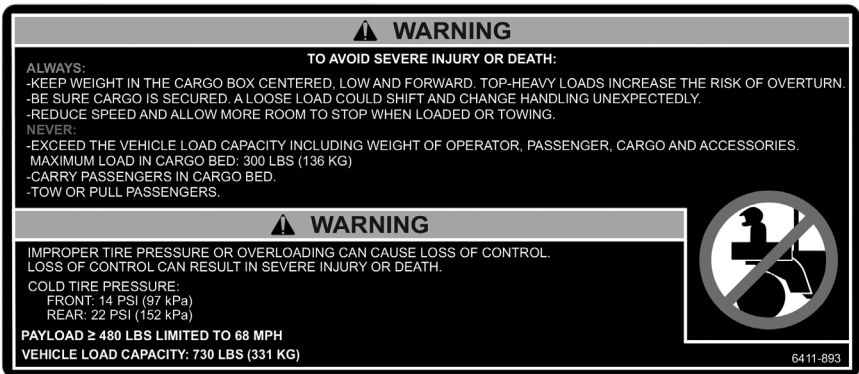 WARNING
TO AVOID SEVERE INJURY OR DEATH:
ALWAYS:
-KEEP WEIGHT IN THE CARGO BOX CENTERED, LOW AND FORWARD. TOP-HEAVY LOADS INCREASE THE RISK OF OVERTURN.
-BE SURE CARGO IS SECURED. A LOOSE LOAD COULD SHIFT AND CHANGE HANDLING UNEXPECTEDLY.
-REDUCE SPEED AND ALLOW MORE ROOM TO STOP WHEN LOADED OR TOWING.
NEVER:
-EXCEED THE VEHICLE LOAD CAPACITY INCLUDING WEIGHT OF OPERATOR, PASSENGER, CARGO AND ACCESSORIES.
MAXIMUM LOAD IN CARGO BED: 300 LBS (136 KG)
-CARRY PASSENGERS IN CARGO BED.
-TOW OR PULL PASSENGERS.
WARNING
IMPROPER TIRE PRESSURE OR OVERLOADING CAN CAUSE LOSS OF CONTROL.
LOSS OF CONTROL CAN RESULT IN SEVERE INJURY OR DEATH.
COLD TIRE PRESSURE:
FRONT: 14 PSI (97 kPa)
REAR: 22 PSI (152 kPa)
PAYLOAD ≥ 480 LBS LIMITED TO 68 MPH
VEHICLE LOAD CAPACITY: 730 LBS (331 KG)
6411-893